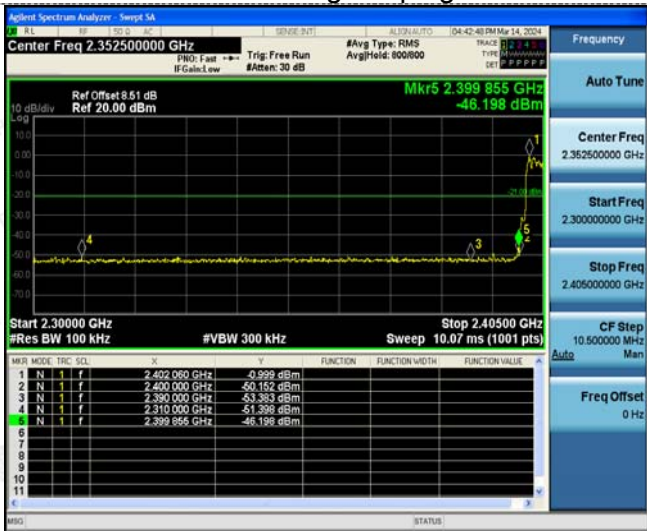 Agilent Spectrum Analyzer - Swept SA
RL RF 50 Ω AC SENSE:INT ALIGNAUTO 04:42:48 PM Mar 14, 2024
Center Freq 2.352500000 GHz
PNO: Fast Trig: Free Run
IFGain:Low #Atten: 30 dB
#Avg Type: RMS
Avg|Hold: 800/800
TRACE 1 2 3 4 5 6
TYPE
DET P P P P P P
Mkr5 2.399 855 GHz
-46.198 dBm
Ref Offset 8.51 dB
10 dB/div Ref 20.00 dBm
Log
10.0
0.00
-10.0
-20.0
-30.0
-40.0
-50.0
-60.0
-70.0
-21.00 dBm
1
2
3
4
5
Start 2.30000 GHz Stop 2.40500 GHz
#Res BW 100 kHz #VBW 300 kHz Sweep 10.07 ms (1001 pts)
MKR MODE TRC SCL X Y FUNCTION FUNCTION WIDTH FUNCTION VALUE
1 N 1 f 2.402 060 GHz -0.999 dBm
2 N 1 f 2.400 000 GHz -50.152 dBm
3 N 1 f 2.390 000 GHz -53.383 dBm
4 N 1 f 2.310 000 GHz -51.398 dBm
5 N 1 f 2.399 855 GHz -46.198 dBm
6
7
8
9
10
11
MSG STATUS
Frequency
Auto Tune
Center Freq
2.352500000 GHz
Start Freq
2.300000000 GHz
Stop Freq
2.405000000 GHz
CF Step
10.500000 MHz
Auto Man
Freq Offset
0 Hz